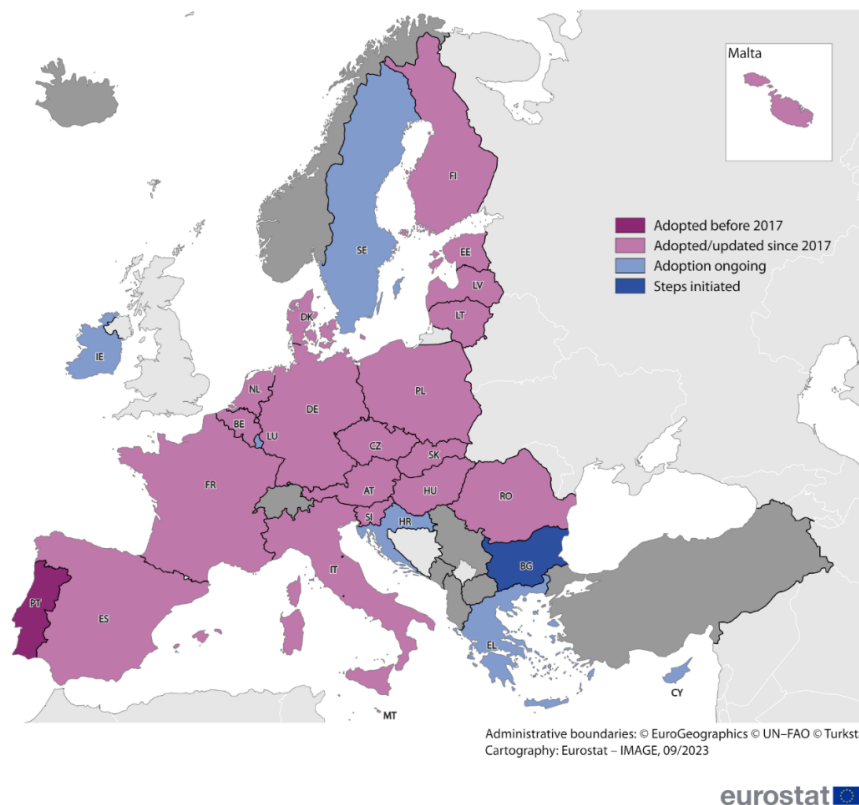 Malta
FI
Adopted before 2017
Adopted/updated since 2017
Adoption ongoing
Steps initiated
SE
EE
LV
LT
DK
IE
NL
PL
DE
BE
LU
CZ
SK
FR
AT
HU
RO
SI
HR
BG
IT
PT
ES
EL
CY
MT
Administrative boundaries: © EuroGeographics © UN–FAO © Turkst
Cartography: Eurostat – IMAGE, 09/2023
eurostat